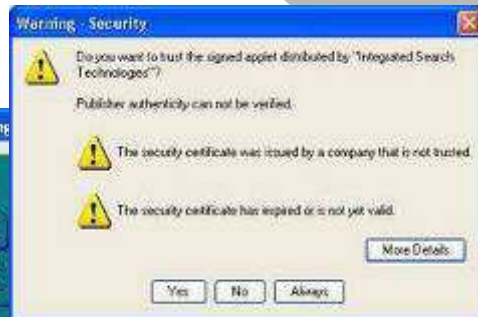 Warning - Security
Do you want to trust the signed applet distributed by "Integrated Search
Technologies"?
Publisher authenticity can not be verified.
The security certificate was issued by a company that is not trusted.
The security certificate has expired or is not yet valid.
More Details
Yes
No
Always